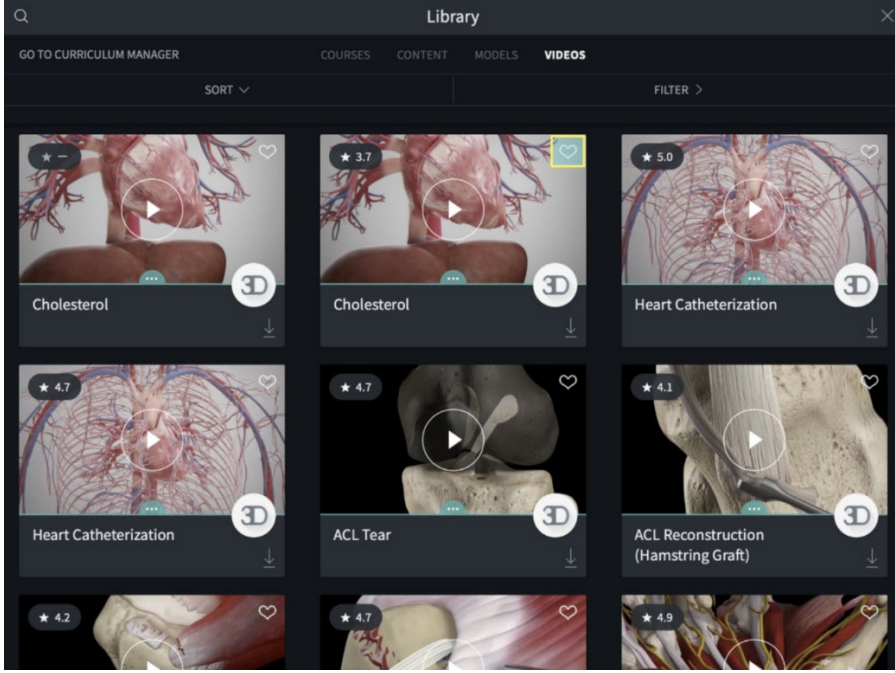 Library
GO TO CURRICULUM MANAGER
COURSES
CONTENT
MODELS
VIDEOS
SORT
FILTER
★ —
★ 3.7
★ 5.0
3D
3D
3D
Cholesterol
Cholesterol
Heart Catheterization
★ 4.7
★ 4.7
★ 4.1
3D
3D
3D
Heart Catheterization
ACL Tear
ACL Reconstruction
(Hamstring Graft)
★ 4.2
★ 4.7
★ 4.9